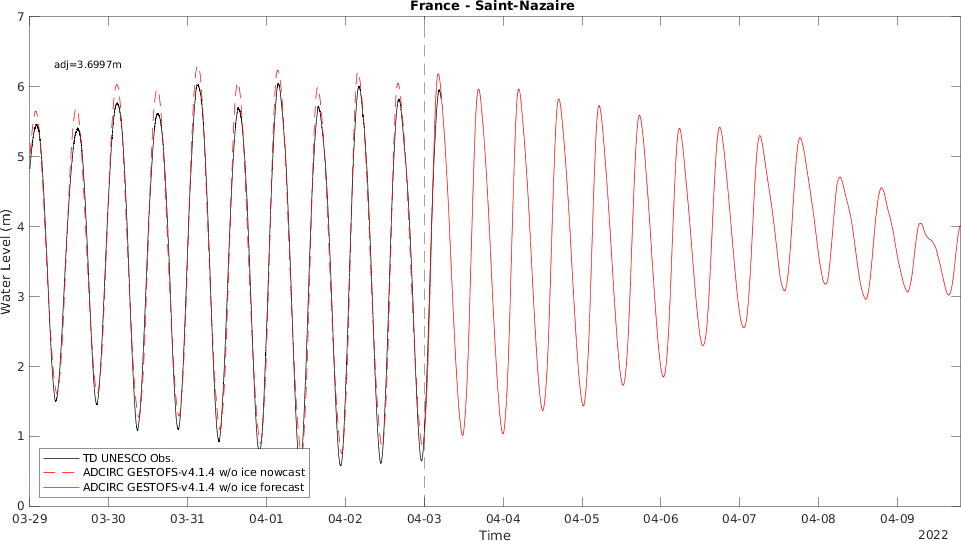 France - Saint-Nazaire
7
adj=3.6997m
6
5
4
Water Level (m)
3
2
1
TD UNESCO Obs.
ADCIRC GESTOFS-v4.1.4 w/o ice nowcast
ADCIRC GESTOFS-v4.1.4 w/o ice forecast
0
03-29 03-30 03-31 04-01 04-02 04-03 04-04 04-05 04-06 04-07 04-08 04-09
Time
2022